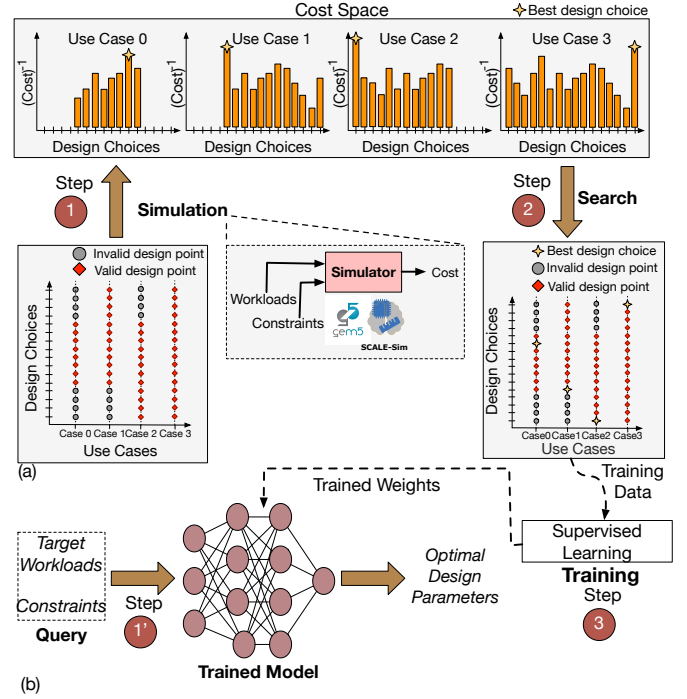 Cost Space
Best design choice
Use Case 0
Use Case 1
Use Case 2
Use Case 3
(Cost)-1
(Cost)-1
(Cost)-1
(Cost)-1
Design Choices
Design Choices
Design Choices
Design Choices
Step
1
Simulation
Step
2
Search
Invalid design point
Valid design point
Design Choices
Case 0
Case 1
Case 2
Case 3
Use Cases
(a)
Simulator
Cost
Workloads
Constraints
gem5
SCALE-Sim
Best design choice
Invalid design point
Valid design point
Design Choices
Case0
Case1
Case2
Case3
Use Cases
Training
Data
Trained Weights
Supervised
Learning
Training
Step
3
Target
Workloads
Constraints
Query
Step
1'
Trained Model
Optimal
Design
Parameters
(b)